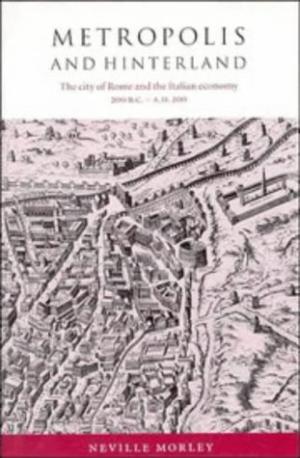 METROPOLIS
AND HINTERLAND
The city of Rome and the Italian economy
200 B.C. – A.D. 200
NEVILLE MORLEY